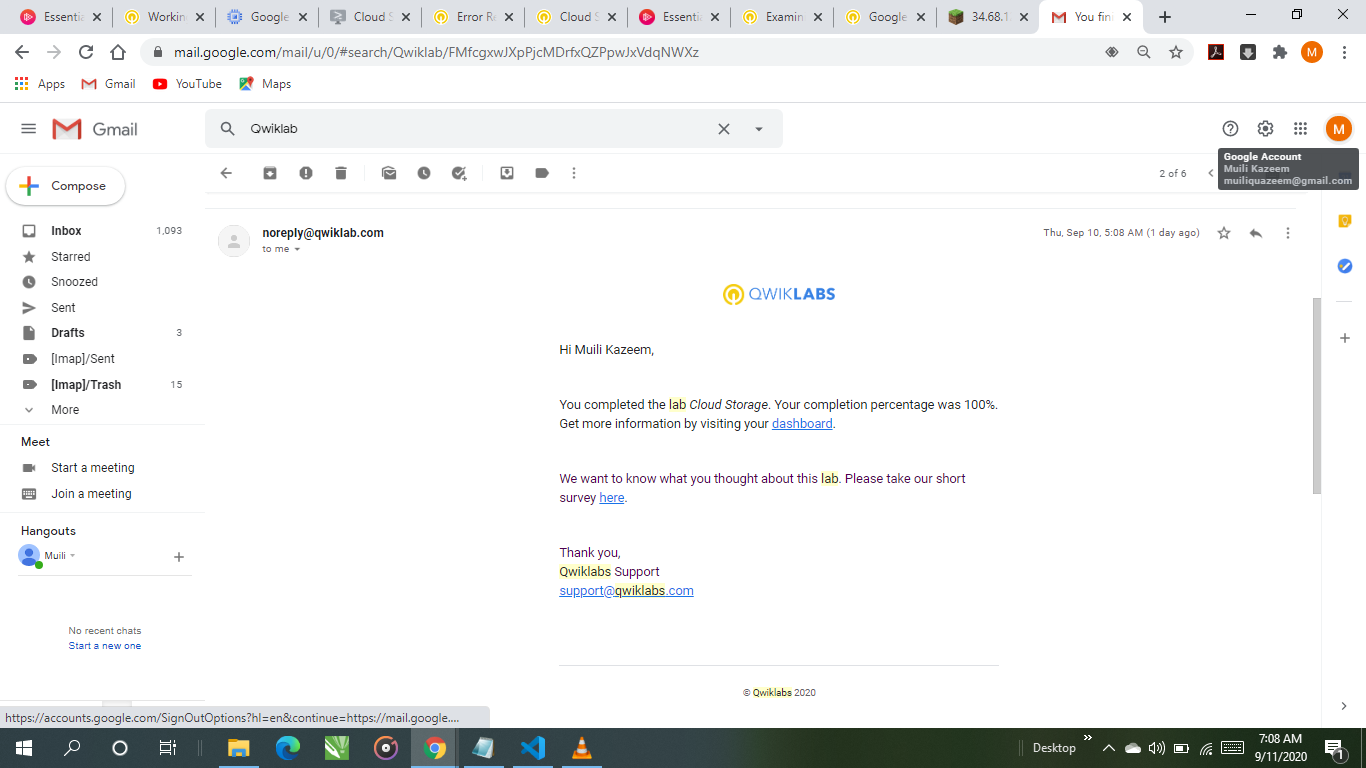 Essentia
Workin
Google
Cloud S
Error Re
Cloud S
Essentia
Examin
Google
34.68.1.
You fini
mail.google.com/mail/u/0/#search/Qwiklab/FMfcgxwJXpPjcMDrfxQZPpwJxVdqNWXz
M
Apps
Gmail
YouTube
Maps
Gmail
Qwiklab
M
Compose
2 of 6
Google Account
Muili Kazeem
muiliquazeem@gmail.com
Inbox 1,093
Starred
Snoozed
Sent
Drafts 3
[Imap]/Sent
[Imap]/Trash 15
More
Meet
Start a meeting
Join a meeting
Hangouts
Muili
No recent chats
Start a new one
noreply@qwiklab.com
to me
Thu, Sep 10, 5:08 AM (1 day ago)
QWIKLABS
Hi Muili Kazeem,
You completed the lab Cloud Storage. Your completion percentage was 100%.
Get more information by visiting your dashboard.
We want to know what you thought about this lab. Please take our short
survey here.
Thank you,
Qwiklabs Support
support@qwiklabs.com
© Qwiklabs 2020
https://accounts.google.com/SignOutOptions?hl=en&continue=https://mail.google....
Desktop
7:08 AM
9/11/2020
1